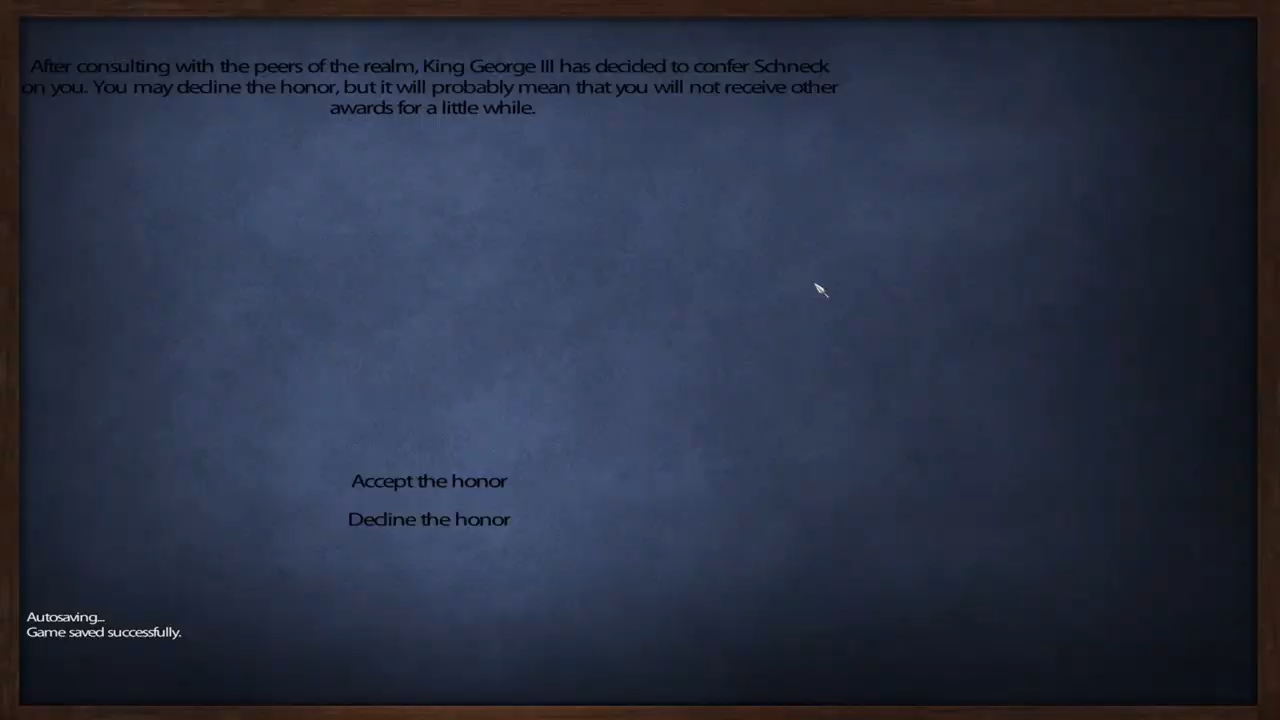 After consulting with the peers of the realm, King George III has decided to confer Schneck
on you. You may decline the honor, but it will probably mean that you will not receive other
awards for a little while.
Accept the honor
Decline the honor
Autosaving...
Game saved successfully.